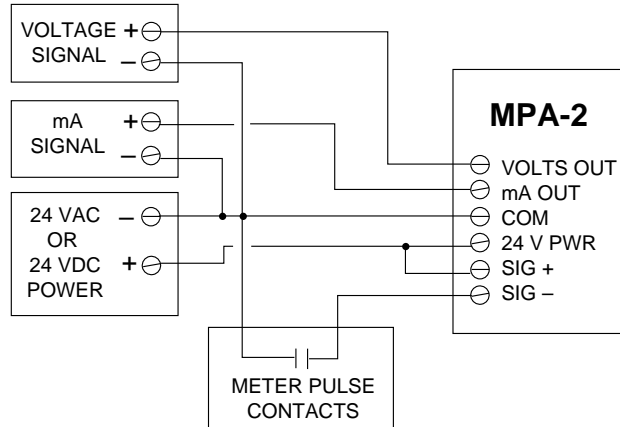 VOLTAGE +
SIGNAL –
mA +
SIGNAL –
24 VAC –
OR
24 VDC +
POWER
MPA-2
VOLTS OUT
mA OUT
COM
24 V PWR
SIG +
SIG –
METER PULSE
CONTACTS